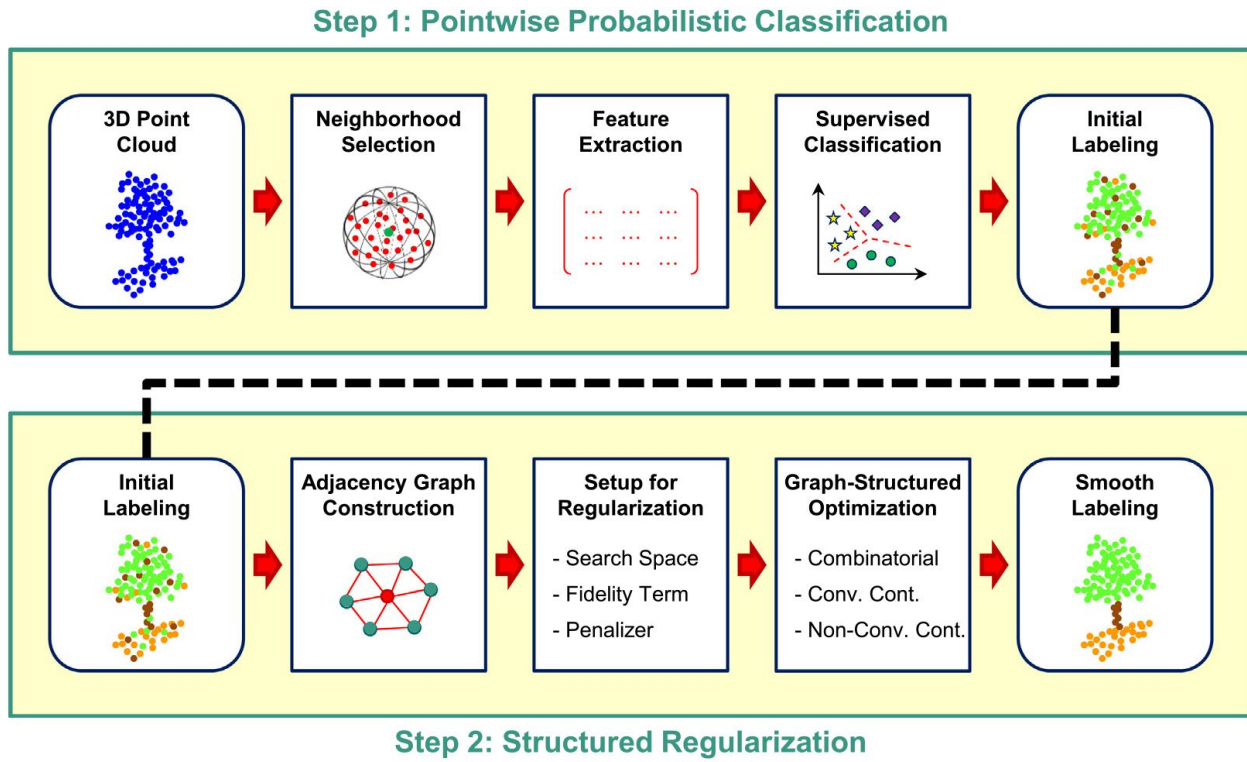 Step 1: Pointwise Probabilistic Classification
3D Point
Cloud
Neighborhood
Selection
Feature
Extraction
... ... ...
... ... ...
... ... ...
Supervised
Classification
Initial
Labeling
Initial
Labeling
Adjacency Graph
Construction
Setup for
Regularization
- Search Space
- Fidelity Term
- Penalizer
Graph-Structured
Optimization
- Combinatorial
- Conv. Cont.
- Non-Conv. Cont.
Smooth
Labeling
Step 2: Structured Regularization